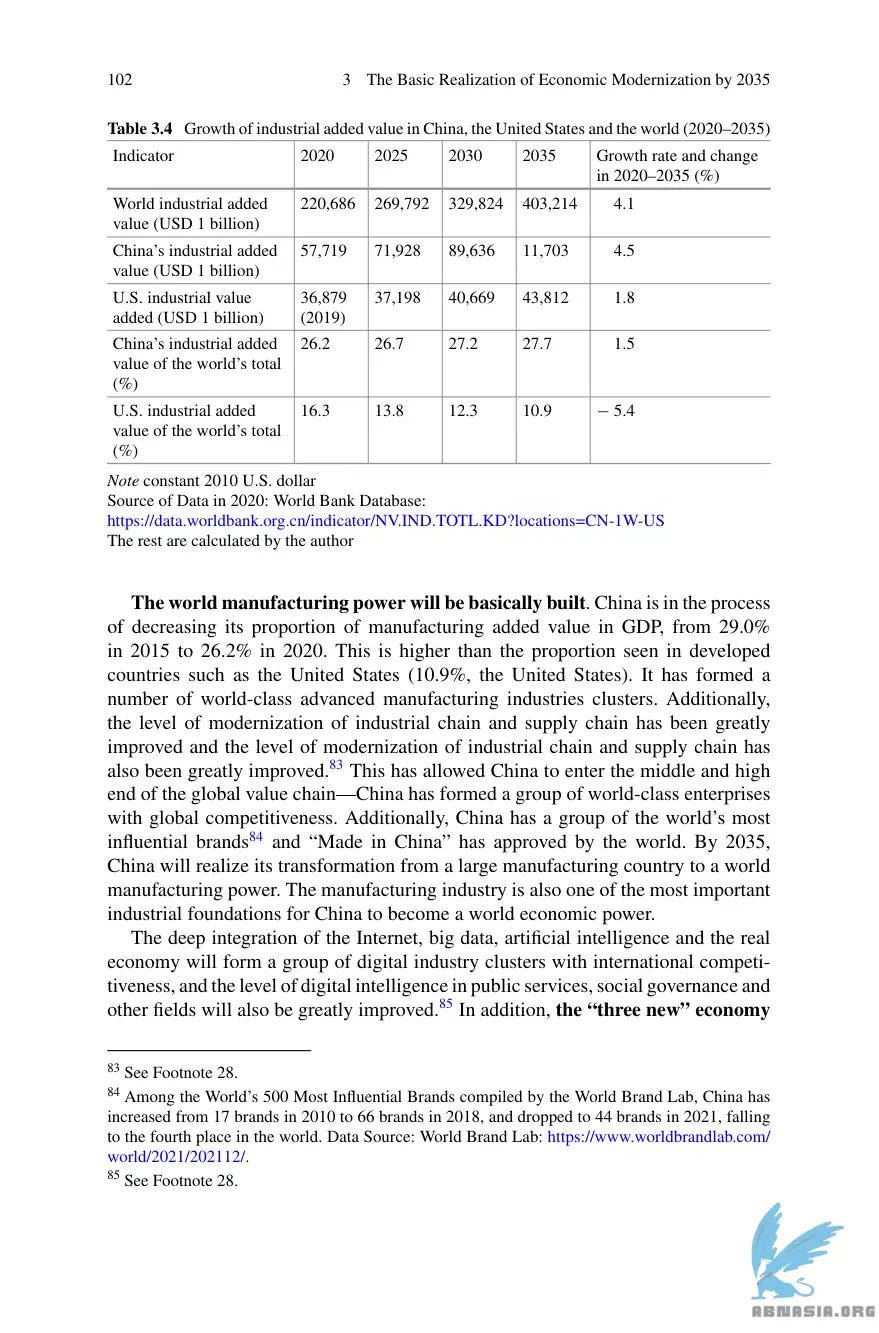 102 3 The Basic Realization of Economic Modernization by 2035
Table 3.4 Growth of industrial added value in China, the United States and the world (2020–2035)
Indicator 2020 2025 2030 2035 Growth rate and change
in 2020–2035 (%)
World industrial added 220,686 269,792 329,824 403,214 4.1
value (USD 1 billion)
China’s industrial added 57,719 71,928 89,636 11,703 4.5
value (USD 1 billion)
U.S. industrial value 36,879 37,198 40,669 43,812 1.8
added (USD 1 billion) (2019)
China’s industrial added 26.2 26.7 27.2 27.7 1.5
value of the world’s total
(%)
U.S. industrial added 16.3 13.8 12.3 10.9 − 5.4
value of the world’s total
(%)
Note constant 2010 U.S. dollar
Source of Data in 2020: World Bank Database:
https://data.worldbank.org.cn/indicator/NV.IND.TOTL.KD?locations=CN-1W-US
The rest are calculated by the author
The world manufacturing power will be basically built. China is in the process
of decreasing its proportion of manufacturing added value in GDP, from 29.0%
in 2015 to 26.2% in 2020. This is higher than the proportion seen in developed
countries such as the United States (10.9%, the United States). It has formed a
number of world-class advanced manufacturing industries clusters. Additionally,
the level of modernization of industrial chain and supply chain has been greatly
improved and the level of modernization of industrial chain and supply chain has
also been greatly improved.83 This has allowed China to enter the middle and high
end of the global value chain—China has formed a group of world-class enterprises
with global competitiveness. Additionally, China has a group of the world’s most
influential brands84 and “Made in China” has approved by the world. By 2035,
China will realize its transformation from a large manufacturing country to a world
manufacturing power. The manufacturing industry is also one of the most important
industrial foundations for China to become a world economic power.
The deep integration of the Internet, big data, artificial intelligence and the real
economy will form a group of digital industry clusters with international competi-
tiveness, and the level of digital intelligence in public services, social governance and
other fields will also be greatly improved.85 In addition, the “three new” economy
83 See Footnote 28.
84 Among the World’s 500 Most Influential Brands compiled by the World Brand Lab, China has
increased from 17 brands in 2010 to 66 brands in 2018, and dropped to 44 brands in 2021, falling
to the fourth place in the world. Data Source: World Brand Lab: https://www.worldbrandlab.com/
world/2021/202112/.
85 See Footnote 28.
ABNASIA.ORG